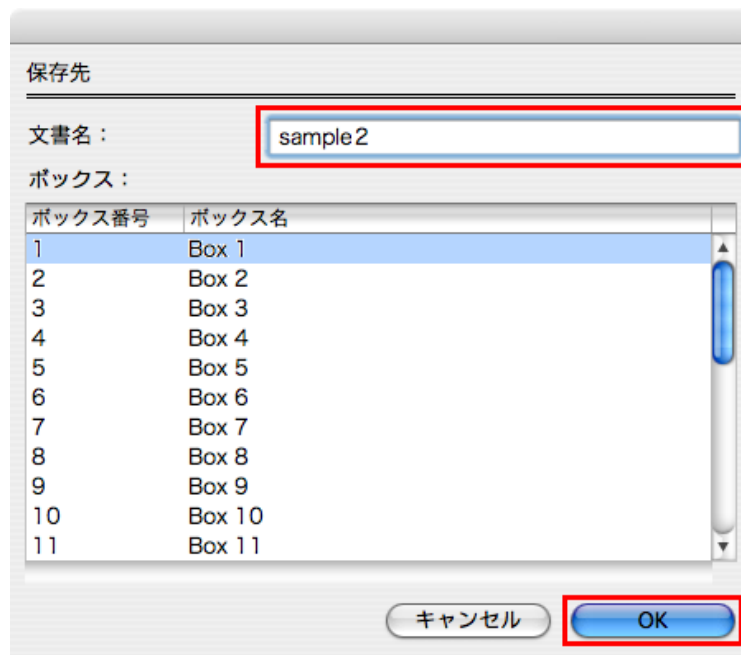 保存先
文書名：
sample2
ボックス：
ボックス番号 ボックス名
1 Box 1
2 Box 2
3 Box 3
4 Box 4
5 Box 5
6 Box 6
7 Box 7
8 Box 8
9 Box 9
10 Box 10
11 Box 11
キャンセル OK